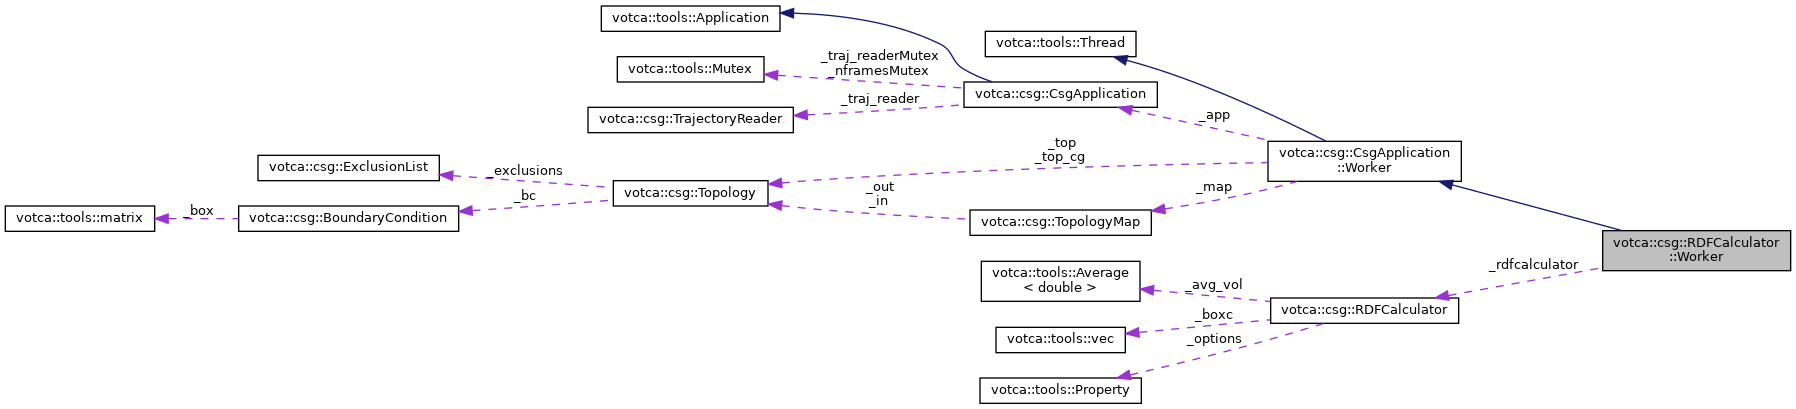 votca::tools::Application
votca::tools::Thread
_traj_readerMutex
_nframesMutex
votca::tools::Mutex
votca::csg::CsgApplication
_traj_reader
votca::csg::TrajectoryReader
_app
votca::csg::CsgApplication
::Worker
_top
_top_cg
votca::csg::ExclusionList
_exclusions
votca::csg::Topology
_out
_in
_map
_bc
votca::tools::matrix
_box
votca::csg::BoundaryCondition
votca::csg::TopologyMap
votca::csg::RDFCalculator
::Worker
_rdfcalculator
votca::tools::Average
< double >
_avg_vol
votca::csg::RDFCalculator
_boxc
votca::tools::vec
_options
votca::tools::Property